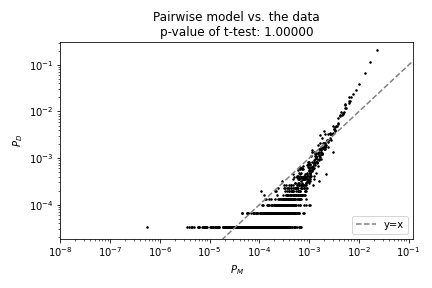 Pairwise model vs. the data
p-value of t-test: 1.00000
10⁻¹
10⁻²
10⁻³
10⁻⁴
P_D
y=x
10⁻⁸ 10⁻⁷ 10⁻⁶ 10⁻⁵ 10⁻⁴ 10⁻³ 10⁻² 10⁻¹
P_M